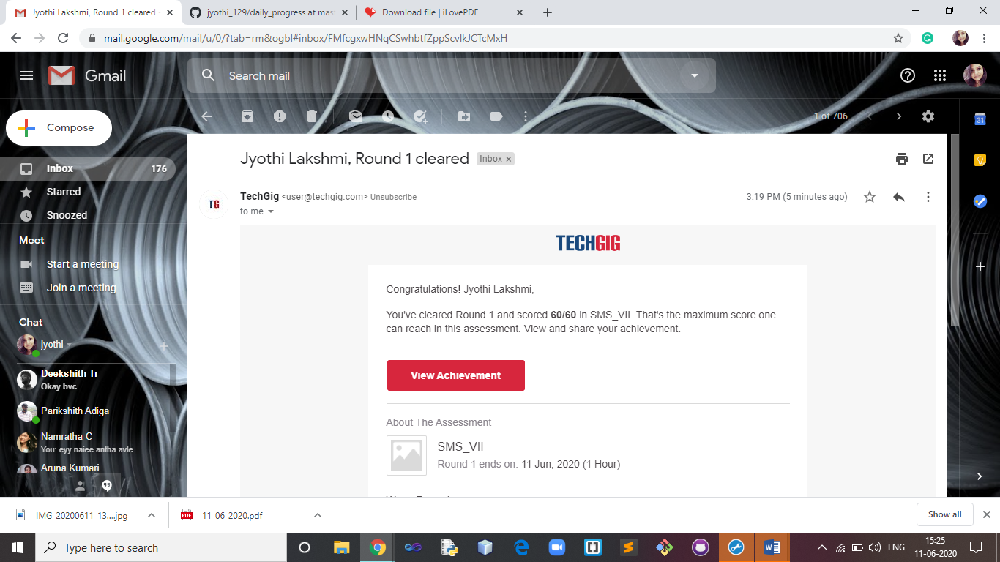 Jyothi Lakshmi, Round 1 cleared
jyothi_129/daily_progress at mas
Download file | iLovePDF
mail.google.com/mail/u/0/?tab=rm&ogbl#inbox/FMfcgxwHNqCSwhbtfZppScvlkJCTcMxH
Gmail
Search mail
Compose
1 of 706
31
Inbox 176
Starred
Snoozed
Meet
Start a meeting
Join a meeting
Chat
jyothi
Deekshith Tr
Okay bvc
Parikshith Adiga
Namratha C
You: eyy naiee antha avle
Aruna Kumari
Jyothi Lakshmi, Round 1 cleared Inbox x
TG
TechGig <user@techgig.com> Unsubscribe
3:19 PM (5 minutes ago)
to me
TECHGIG
Congratulations! Jyothi Lakshmi,
You've cleared Round 1 and scored 60/60 in SMS_VII. That's the maximum score one
can reach in this assessment. View and share your achievement.
View Achievement
About The Assessment
SMS_VII
Round 1 ends on: 11 Jun, 2020 (1 Hour)
IMG_20200611_13....jpg
PDF
11_06_2020.pdf
Show all
Type here to search
ENG
15:25
11-06-2020